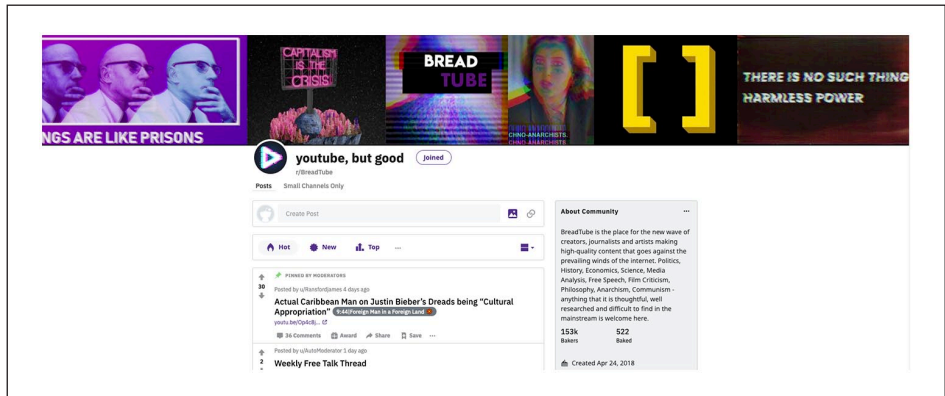 NGS ARE LIKE PRISONS
CAPITALISM
IS THE
CRISIS
BREAD
TUBE
CHNO-ANARCHISTS.
CHNO-ANARCHISTS
[ ]
THERE IS NO SUCH THING
HARMLESS POWER
youtube, but good Joined
r/BreadTube
Posts Small Channels Only
Create Post
Hot New Top ...
PINNED BY MODERATORS
30
Posted by u/Ranefordjames 4 days ago
Actual Caribbean Man on Justin Bieber's Dreads being "Cultural
Appropriation" 9:44|Foreign Man in a Foreign Land
youtu.be/Op4c8j...
36 Comments Award Share Save ...
Posted by u/AutoModerator 1 day ago
2
Weekly Free Talk Thread
About Community ...
BreadTube is the place for the new wave of
creators, journalists and artists making
high-quality content that goes against the
prevailing winds of the internet. Politics,
History, Economics, Science, Media
Analysis, Free Speech, Film Criticism,
Philosophy, Anarchism, Communism -
anything that it is thoughtful, well
researched and difficult to find in the
mainstream is welcome here.
153k 522
Bakers Baked
Created Apr 24, 2018